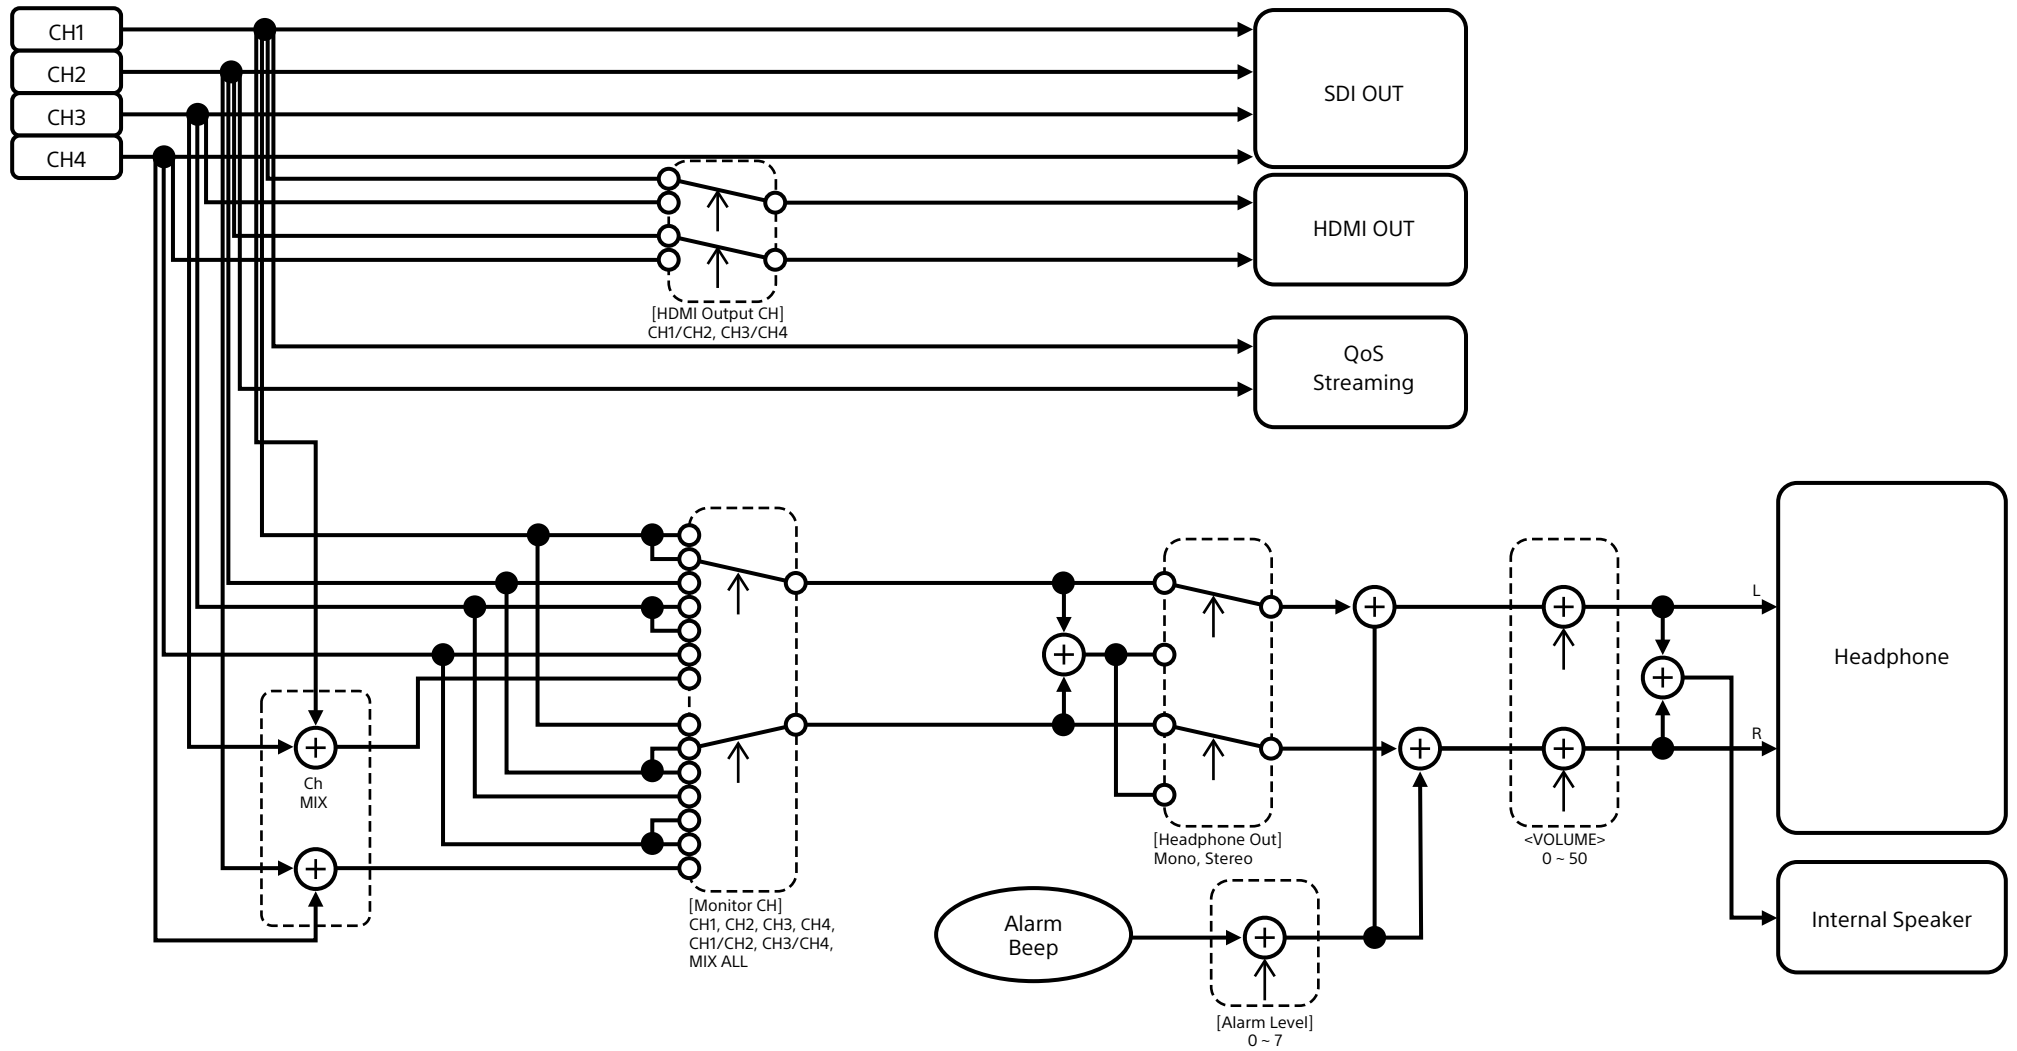 CH1
CH2
CH3
CH4
SDI OUT
HDMI OUT
[HDMI Output CH]
CH1/CH2, CH3/CH4
QoS
Streaming
L
Headphone
R
Ch
MIX
[Headphone Out]
Mono, Stereo
<VOLUME>
0 ~ 50
[Monitor CH]
CH1, CH2, CH3, CH4,
CH1/CH2, CH3/CH4,
MIX ALL
Alarm
Beep
Internal Speaker
[Alarm Level]
0 ~ 7